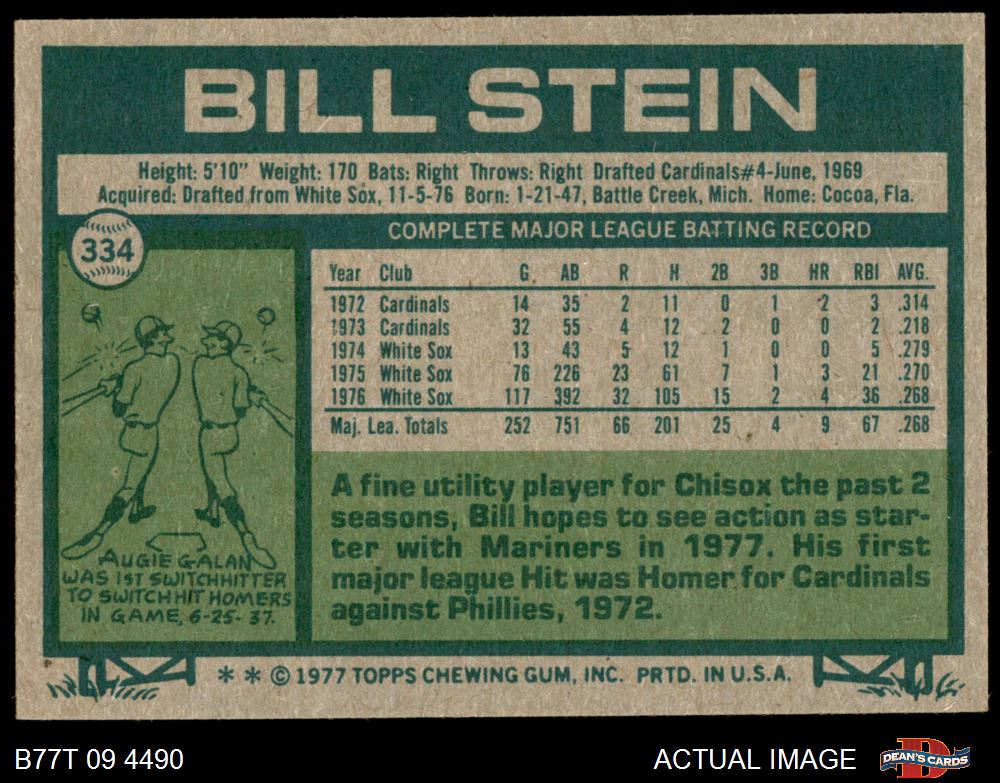 BILL STEIN
Height: 5'10" Weight: 170 Bats: Right Throws: Right Drafted Cardinals#4-June, 1969
Acquired: Drafted from White Sox, 11-5-76 Born: 1-21-47, Battle Creek, Mich. Home: Cocoa, Fla.
334
COMPLETE MAJOR LEAGUE BATTING RECORD
Year Club G. AB R H 2B 3B HR RBI AVG.
1972 Cardinals 14 35 2 11 0 1 2 3 .314
1973 Cardinals 32 55 4 12 2 0 0 2 .218
1974 White Sox 13 43 5 12 1 0 0 5 .279
1975 White Sox 76 226 23 61 7 1 3 21 .270
1976 White Sox 117 392 32 105 15 2 4 36 .268
Maj. Lea. Totals 252 751 66 201 25 4 9 67 .268
A fine utility player for Chisox the past 2
seasons, Bill hopes to see action as star-
ter with Mariners in 1977. His first
major league Hit was Homer for Cardinals
against Phillies, 1972.
AUGIE GALAN
WAS 1ST SWITCHHITTER
TO SWITCH HIT HOMERS
IN GAME, 6-25-37.
* * © 1977 TOPPS CHEWING GUM, INC. PRTD. IN U.S.A.
B77T 09 4490
ACTUAL IMAGE
D
DEAN'S CARDS